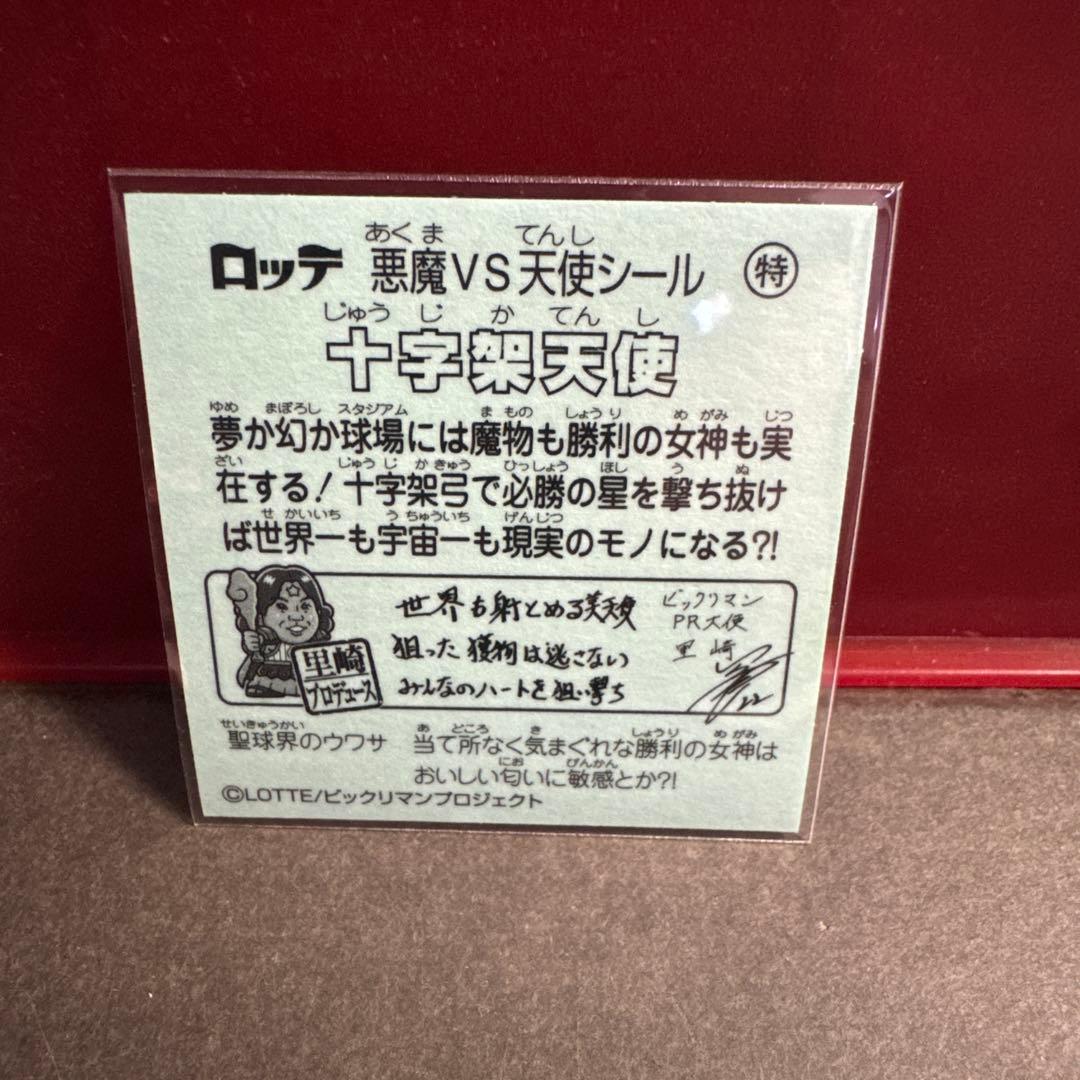 ロッテ 悪魔VS天使シール 特
あくま てんし
十字架天使
じゅうじかてんし
夢か幻か球場には魔物も勝利の女神も実
ゆめ まぼろし スタジアム まもの しょうり めがみ じつ
在する!十字架弓で必勝の星を撃ち抜け
ざい じゅうじかきゅう ひっしょう ほし う ぬ
ば世界一も宇宙一も現実のモノになる?!
せかいいち うちゅういち げんじつ
世界も射とめる美天使
狙った獲物は逃さない
みんなのハートを狙い撃ち
ビックリマン
PR大使
里崎
22
里崎
プロデュース
聖球界のウワサ
せいきゅうかい
当て所なく気まぐれな勝利の女神は
あ どころ き しょうり めがみ
おいしい匂いに敏感とか?!
にお びんかん
©LOTTE/ビックリマンプロジェクト